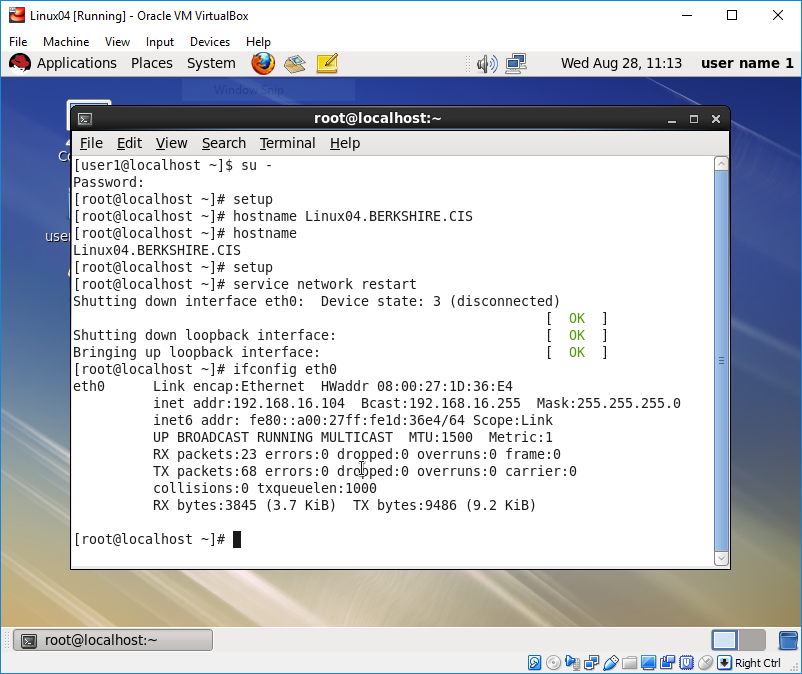 Linux04 [Running] - Oracle VM VirtualBox
File Machine View Input Devices Help
Applications Places System Wed Aug 28, 11:13 user name 1
Window Snip
root@localhost:~
File Edit View Search Terminal Help
[user1@localhost ~]$ su -
Password:
[root@localhost ~]# setup
[root@localhost ~]# hostname Linux04.BERKSHIRE.CIS
[root@localhost ~]# hostname
Linux04.BERKSHIRE.CIS
[root@localhost ~]# setup
[root@localhost ~]# service network restart
Shutting down interface eth0:  Device state: 3 (disconnected)
[  OK  ]
Shutting down loopback interface: [  OK  ]
Bringing up loopback interface: [  OK  ]
[root@localhost ~]# ifconfig eth0
eth0      Link encap:Ethernet  HWaddr 08:00:27:1D:36:E4
inet addr:192.168.16.104  Bcast:192.168.16.255  Mask:255.255.255.0
inet6 addr: fe80::a00:27ff:fe1d:36e4/64 Scope:Link
UP BROADCAST RUNNING MULTICAST  MTU:1500  Metric:1
RX packets:23 errors:0 dropped:0 overruns:0 frame:0
TX packets:68 errors:0 dropped:0 overruns:0 carrier:0
collisions:0 txqueuelen:1000
RX bytes:3845 (3.7 KiB)  TX bytes:9486 (9.2 KiB)
[root@localhost ~]#
root@localhost:~
Right Ctrl